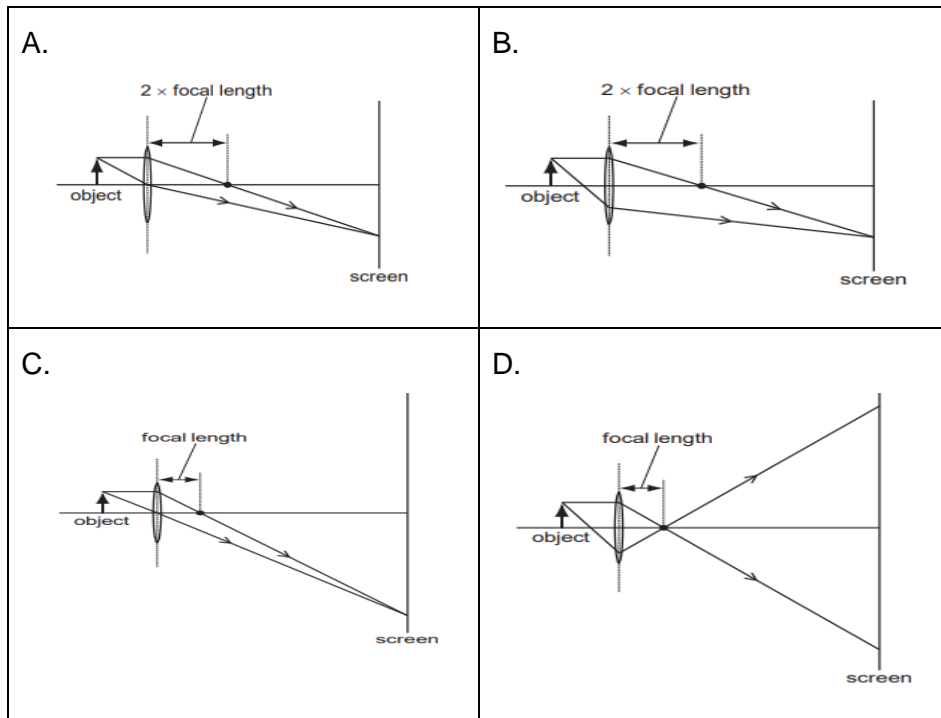 A.
2 × focal length
object
screen
B.
2 × focal length
object
screen
C.
focal length
object
screen
D.
focal length
object
screen